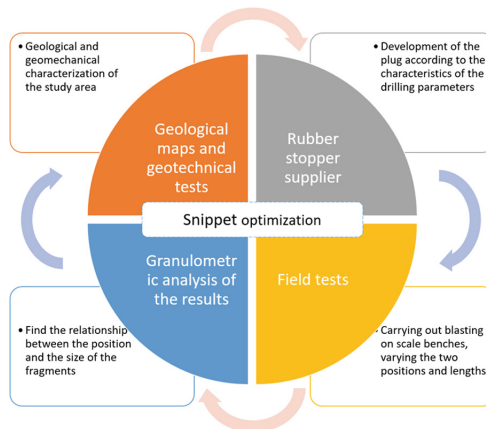 • Geological and
geomechanical
characterization of
the study area
• Development of the
plug according to the
characteristics of the
drilling parameters
Geological
maps and
geotechnical
tests
Rubber
stopper
supplier
Snippet optimization
Granulometr
ic analysis of
the results
Field tests
• Find the relationship
between the position
and the size of the
fragments
• Carrying out blasting
on scale benches,
varying the two
positions and lengths